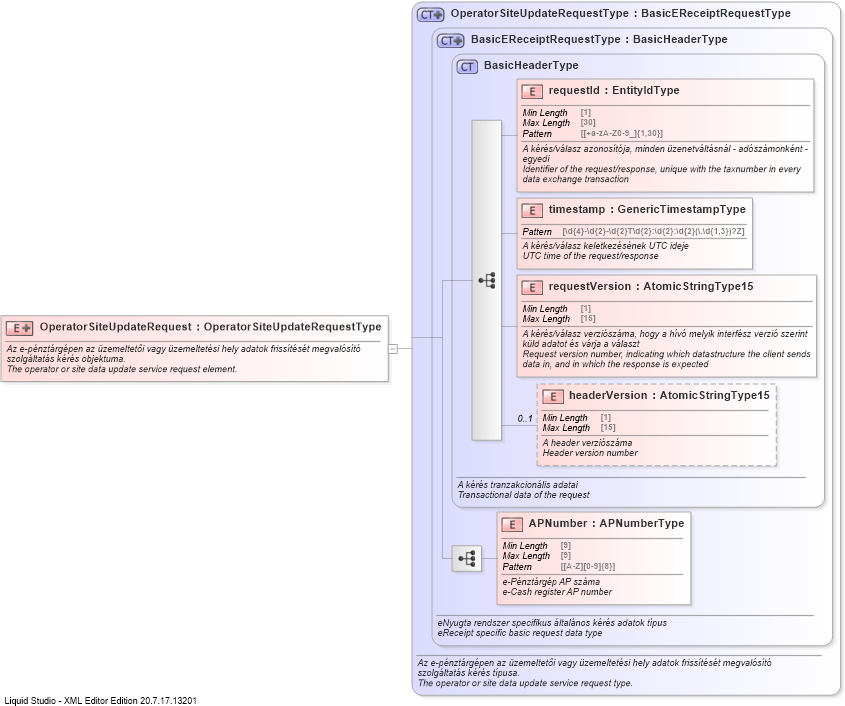 CT+ OperatorSiteUpdateRequestType : BasicEReceiptRequestType
CT+ BasicEReceiptRequestType : BasicHeaderType
CT BasicHeaderType
E requestId : EntityIdType
Min Length [1]
Max Length [30]
Pattern [[+a-zA-Z0-9_]{1,30}]
A kérés/válasz azonosítója, minden üzenetváltásnál - adószámonként -
egyedi
Identifier of the request/response, unique with the taxnumber in every
data exchange transaction
E timestamp : GenericTimestampType
Pattern [\d{4}-\d{2}-\d{2}T\d{2}:\d{2}:\d{2}(\.\d{1,3})?Z]
A kérés/válasz keletkezésének UTC ideje
UTC time of the request/response
E requestVersion : AtomicStringType15
Min Length [1]
Max Length [15]
A kérés/válasz verziószáma, hogy a hívó melyik interfész verzió szerint
küld adatot és várja a választ
Request version number, indicating which datastructure the client sends
data in, and in which the response is expected
E+ OperatorSiteUpdateRequest : OperatorSiteUpdateRequestType
Az e-pénztárgépen az üzemeltetői vagy üzemeltetési hely adatok frissítését megvalósító
szolgáltatás kérés objektuma.
The operator or site data update service request element.
0..1
E headerVersion : AtomicStringType15
Min Length [1]
Max Length [15]
A header verziószáma
Header version number
A kérés tranzakcionális adatai
Transactional data of the request
E APNumber : APNumberType
Min Length [9]
Max Length [9]
Pattern [[A-Z][0-9]{8}]
e-Pénztárgép AP száma
e-Cash register AP number
eNyugta rendszer specifikus általános kérés adatok típus
eReceipt specific basic request data type
Az e-pénztárgépen az üzemeltetői vagy üzemeltetési hely adatok frissítését megvalósító
szolgáltatás kérés típusa.
The operator or site data update service request type.
Liquid Studio - XML Editor Edition 20.7.17.13201